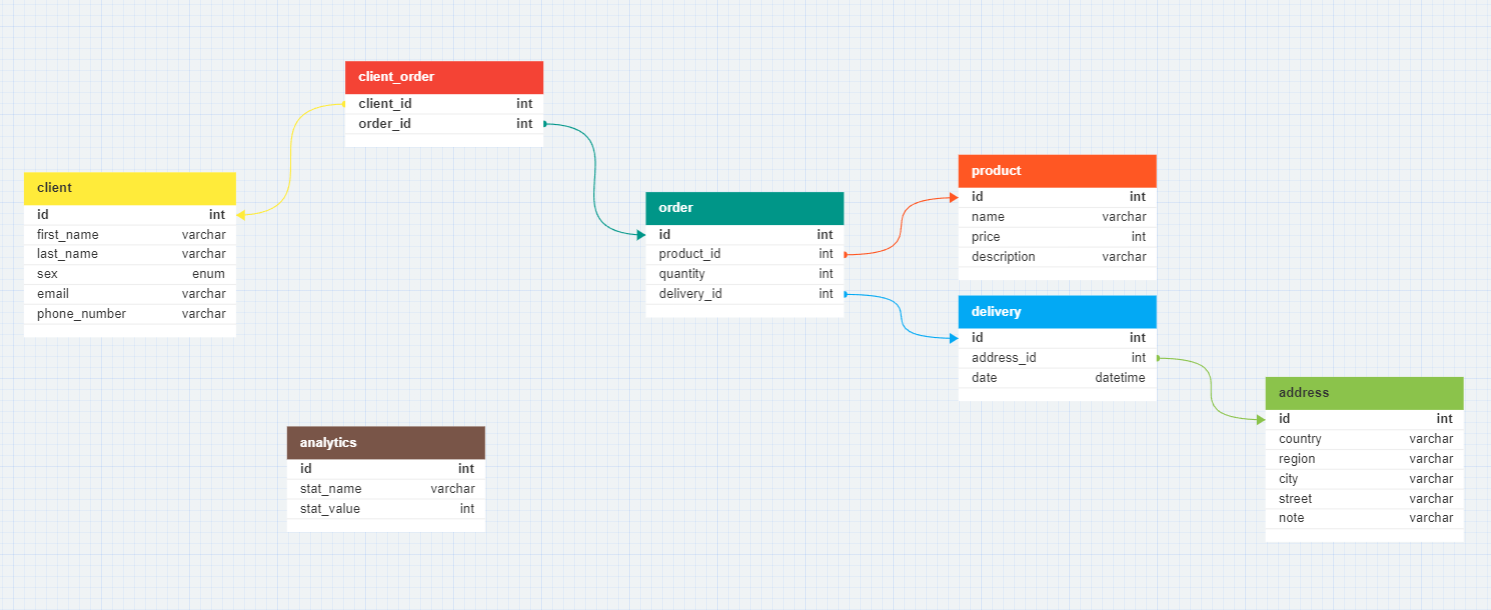 client_order
client_id int
order_id int
client
id int
first_name varchar
last_name varchar
sex enum
email varchar
phone_number varchar
order
id int
product_id int
quantity int
delivery_id int
product
id int
name varchar
price int
description varchar
delivery
id int
address_id int
date datetime
address
id int
country varchar
region varchar
city varchar
street varchar
note varchar
analytics
id int
stat_name varchar
stat_value int